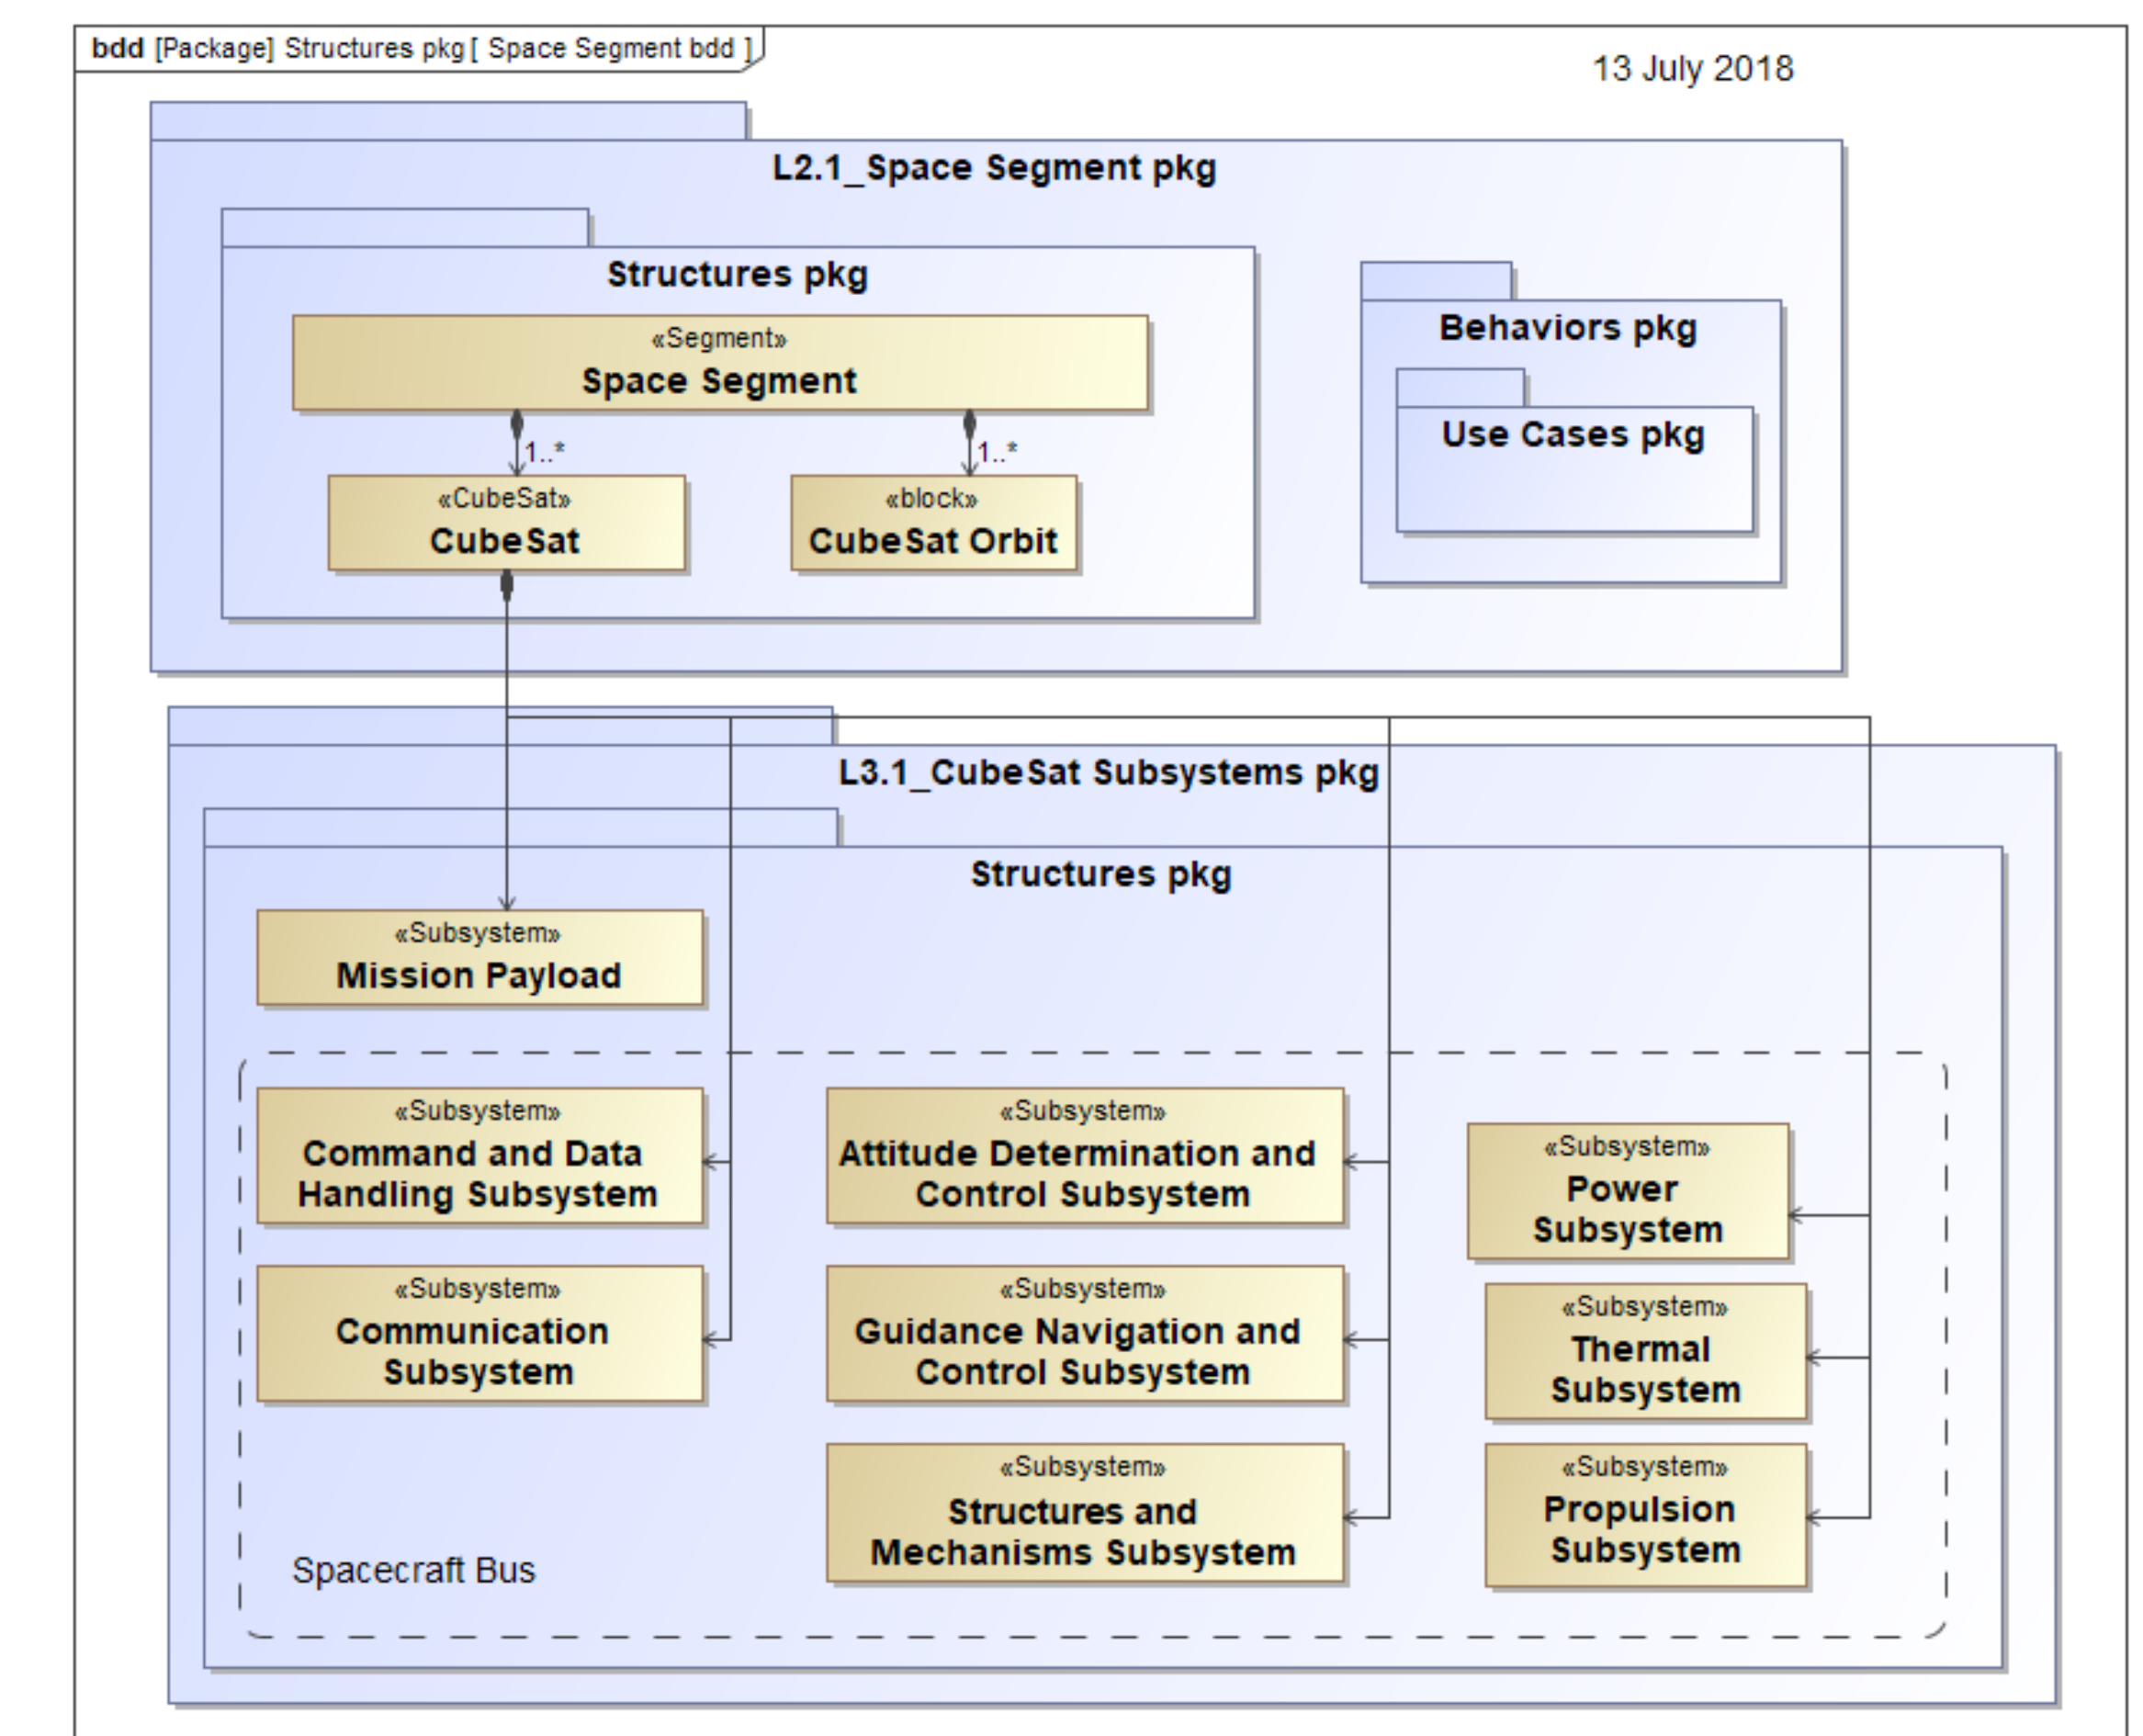 bdd [Package] Structures pkg [ Space Segment bdd ]
13 July 2018
L2.1_Space Segment pkg
Structures pkg
«Segment»
Space Segment
1..*
1..*
«CubeSat»
CubeSat
«block»
CubeSat Orbit
Behaviors pkg
Use Cases pkg
L3.1_CubeSat Subsystems pkg
Structures pkg
«Subsystem»
Mission Payload
«Subsystem»
Command and Data
Handling Subsystem
«Subsystem»
Communication
Subsystem
«Subsystem»
Attitude Determination and
Control Subsystem
«Subsystem»
Guidance Navigation and
Control Subsystem
«Subsystem»
Structures and
Mechanisms Subsystem
«Subsystem»
Power
Subsystem
«Subsystem»
Thermal
Subsystem
«Subsystem»
Propulsion
Subsystem
Spacecraft Bus